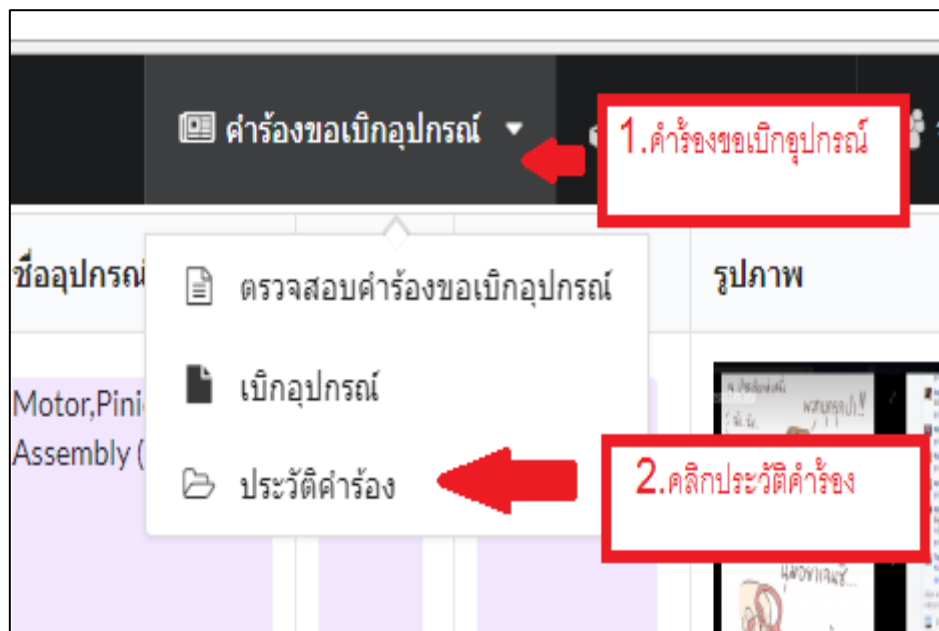 คำร้องขอเบิกอุปกรณ์
1.คำร้องขอเบิกอุปกรณ์
ชื่ออุปกรณ์
ตรวจสอบคำร้องขอเบิกอุปกรณ์
รูปภาพ
เบิกอุปกรณ์
Motor,Pini
Assembly (
ประวัติคำร้อง
2.คลิกประวัติคำร้อง